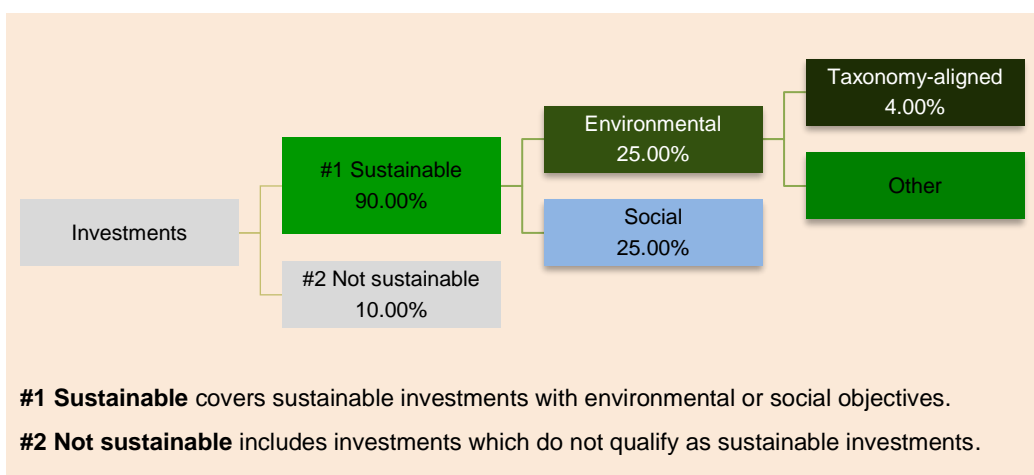 Investments
#1 Sustainable
90.00%
#2 Not sustainable
10.00%
Environmental
25.00%
Social
25.00%
Taxonomy-aligned
4.00%
Other
#1 Sustainable covers sustainable investments with environmental or social objectives.
#2 Not sustainable includes investments which do not qualify as sustainable investments.